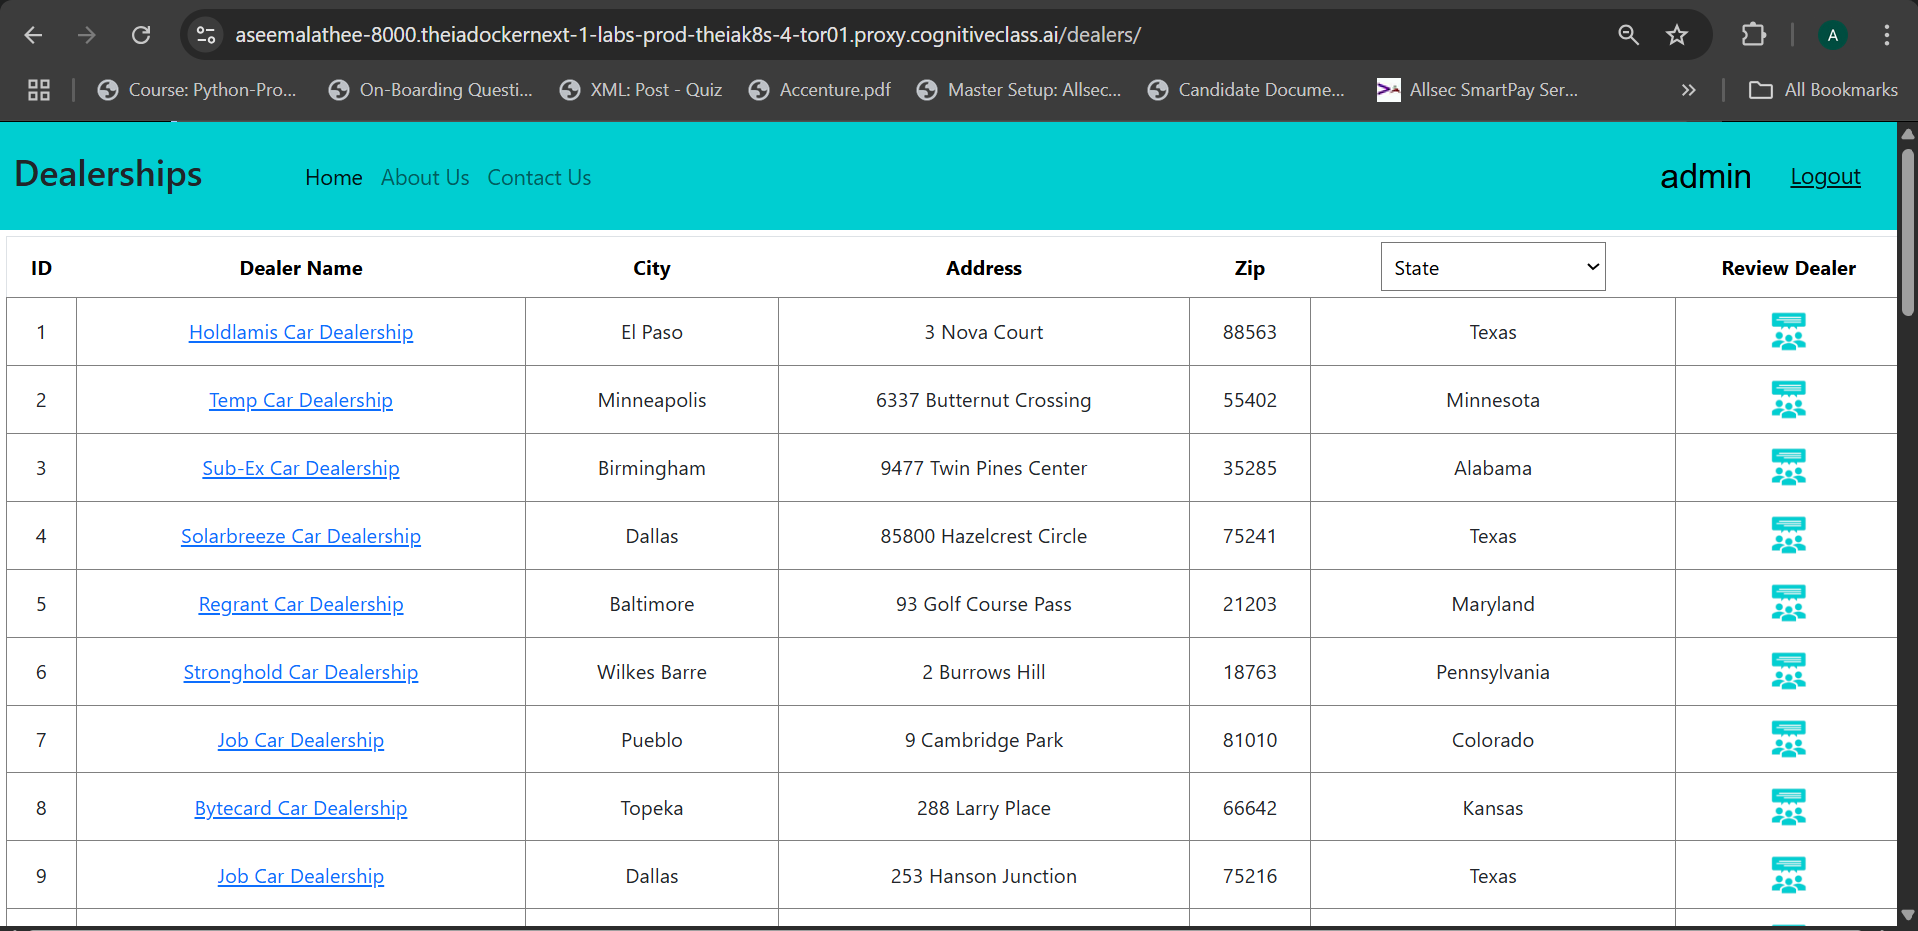 aseemalathee-8000.theiadockernext-1-labs-prod-theiak8s-4-tor01.proxy.cognitiveclass.ai/dealers/ A
Course: Python-Pro... On-Boarding Questi... XML: Post - Quiz Accenture.pdf Master Setup: Allsec... Candidate Docume... Allsec SmartPay Ser... » All Bookmarks
Dealerships Home About Us Contact Us admin Logout
ID Dealer Name City Address Zip State Review Dealer
1 Holdlamis Car Dealership El Paso 3 Nova Court 88563 Texas
2 Temp Car Dealership Minneapolis 6337 Butternut Crossing 55402 Minnesota
3 Sub-Ex Car Dealership Birmingham 9477 Twin Pines Center 35285 Alabama
4 Solarbreeze Car Dealership Dallas 85800 Hazelcrest Circle 75241 Texas
5 Regrant Car Dealership Baltimore 93 Golf Course Pass 21203 Maryland
6 Stronghold Car Dealership Wilkes Barre 2 Burrows Hill 18763 Pennsylvania
7 Job Car Dealership Pueblo 9 Cambridge Park 81010 Colorado
8 Bytecard Car Dealership Topeka 288 Larry Place 66642 Kansas
9 Job Car Dealership Dallas 253 Hanson Junction 75216 Texas